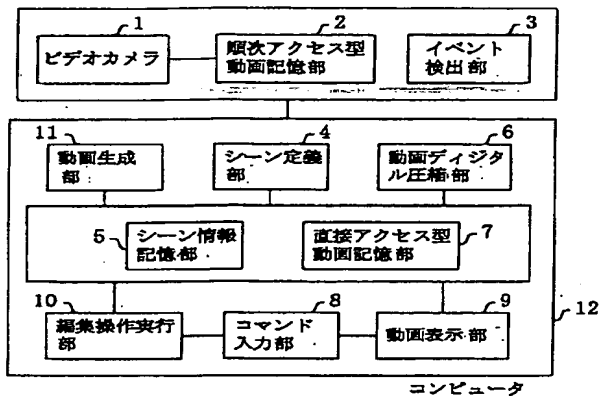 1
ビデオカメラ
2
順次アクセス型
動画記憶部
3
イベント
検出部
11
動画生成
部
4
シーン定義
部
6
動画ディジタ
ル圧縮部
5
シーン情報
記憶部
直接アクセス型
動画記憶部
7
10
編集操作実行
部
8
コマンド
入力部
9
動画表示部
12
コンピュータ